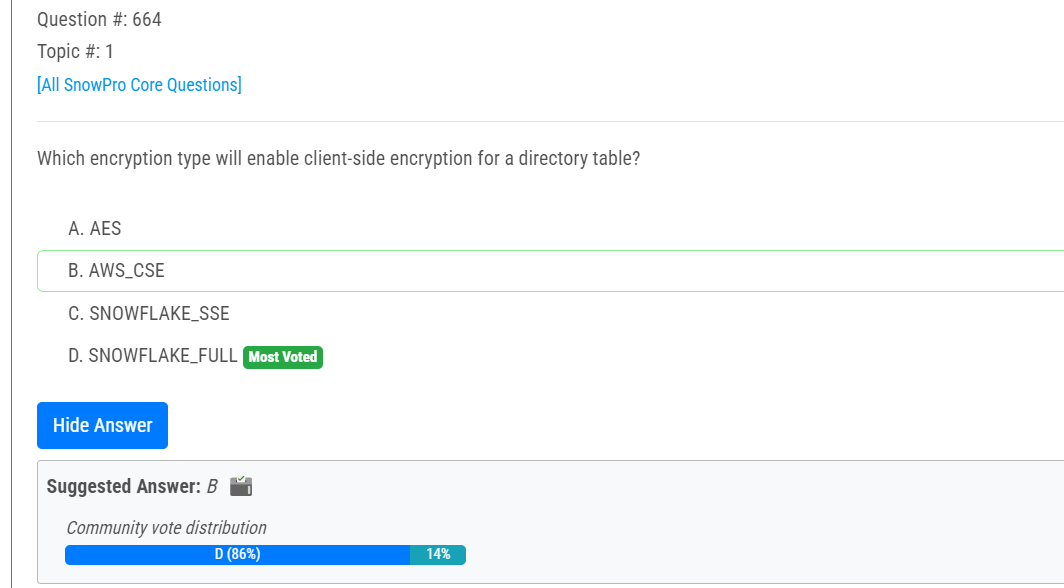 Question #: 664
Topic #: 1
[All SnowPro Core Questions]
Which encryption type will enable client-side encryption for a directory table?
A. AES
B. AWS_CSE
C. SNOWFLAKE_SSE
D. SNOWFLAKE_FULL Most Voted
Hide Answer
Suggested Answer: B
Community vote distribution
D (86%) 14%